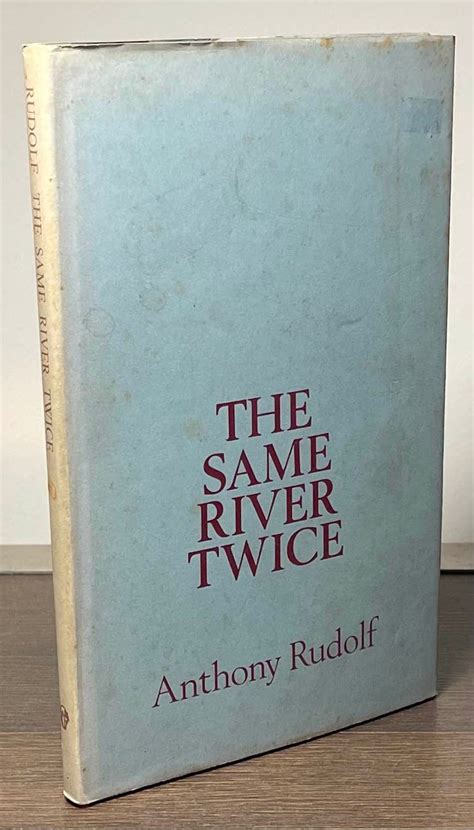 RUDOLF THE SAME RIVER TWICE
THE
SAME
RIVER
TWICE
Anthony Rudolf